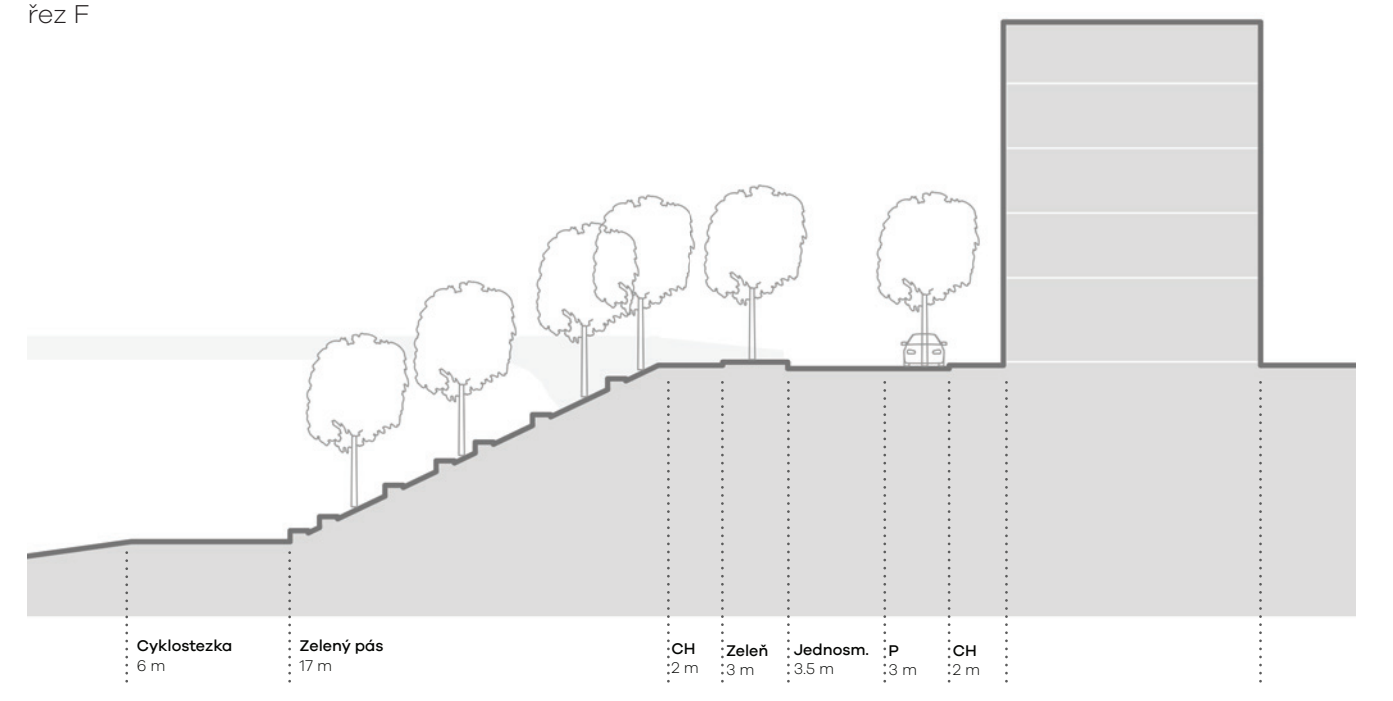 řez F
Cyklostezka
6 m
Zelený pás
17 m
CH
2 m
Zeleň
3 m
Jednosm.
3.5 m
P
3 m
CH
2 m